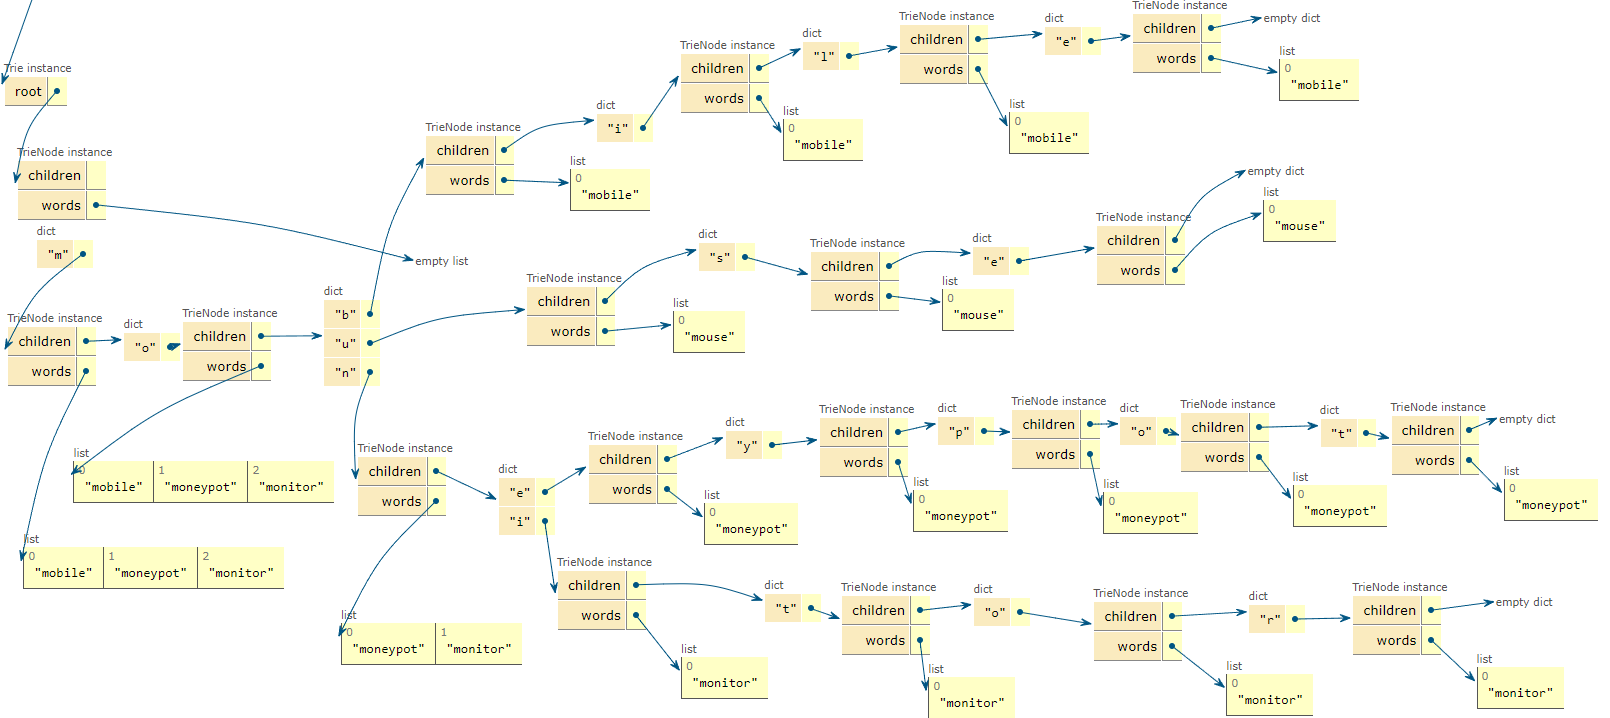 Trie instance
root
TrieNode instance
children
words
empty list
dict
"m"
TrieNode instance
children
words
dict
"o"
TrieNode instance
children
words
dict
"b"
"u"
"n"
list
0 1 2
"mobile" "moneypot" "monitor"
list
0 1 2
"mobile" "moneypot" "monitor"
TrieNode instance
children
words
list
0
"mobile"
dict
"i"
TrieNode instance
children
words
list
0
"mobile"
dict
"l"
TrieNode instance
children
words
list
0
"mobile"
dict
"e"
TrieNode instance
children
words
empty dict
list
0
"mobile"
TrieNode instance
children
words
list
0
"mouse"
dict
"s"
TrieNode instance
children
words
list
0
"mouse"
dict
"e"
TrieNode instance
children
words
empty dict
list
0
"mouse"
TrieNode instance
children
words
list
0 1
"moneypot" "monitor"
dict
"e"
"i"
TrieNode instance
children
words
list
0
"moneypot"
dict
"y"
TrieNode instance
children
words
list
0
"moneypot"
dict
"p"
TrieNode instance
children
words
list
0
"moneypot"
dict
"o"
TrieNode instance
children
words
list
0
"moneypot"
dict
"t"
TrieNode instance
children
words
empty dict
list
0
"moneypot"
TrieNode instance
children
words
list
0
"monitor"
dict
"t"
TrieNode instance
children
words
list
0
"monitor"
dict
"o"
TrieNode instance
children
words
list
0
"monitor"
dict
"r"
TrieNode instance
children
words
empty dict
list
0
"monitor"